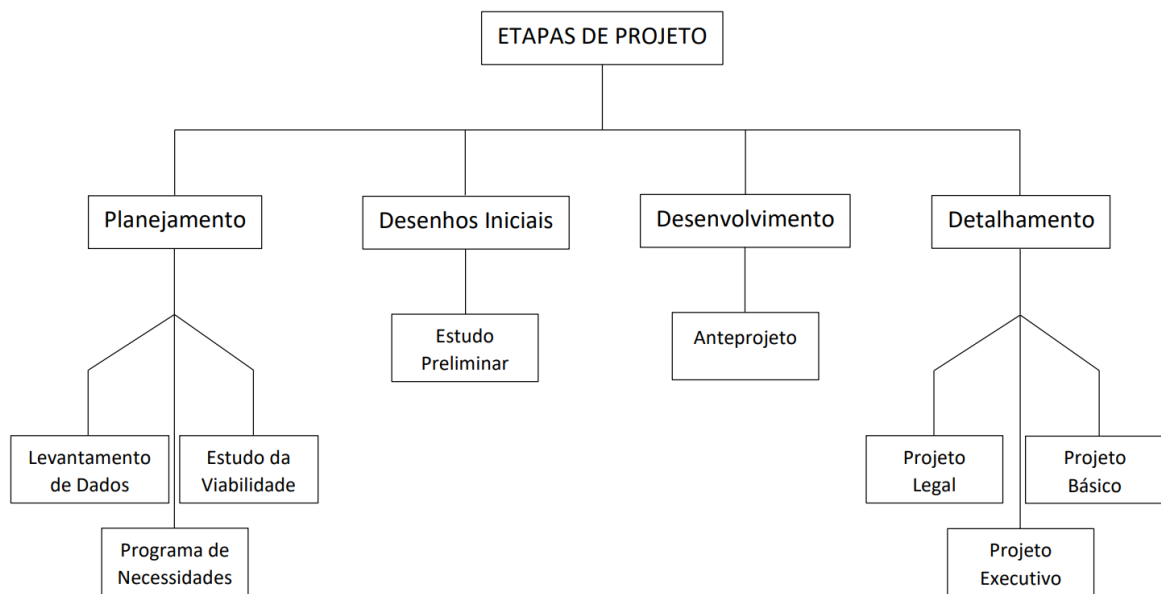 ETAPAS DE PROJETO
Planejamento
Desenhos Iniciais
Desenvolvimento
Detalhamento
Estudo
Preliminar
Anteprojeto
Levantamento
de Dados
Estudo da
Viabilidade
Projeto
Legal
Projeto
Básico
Programa de
Necessidades
Projeto
Executivo